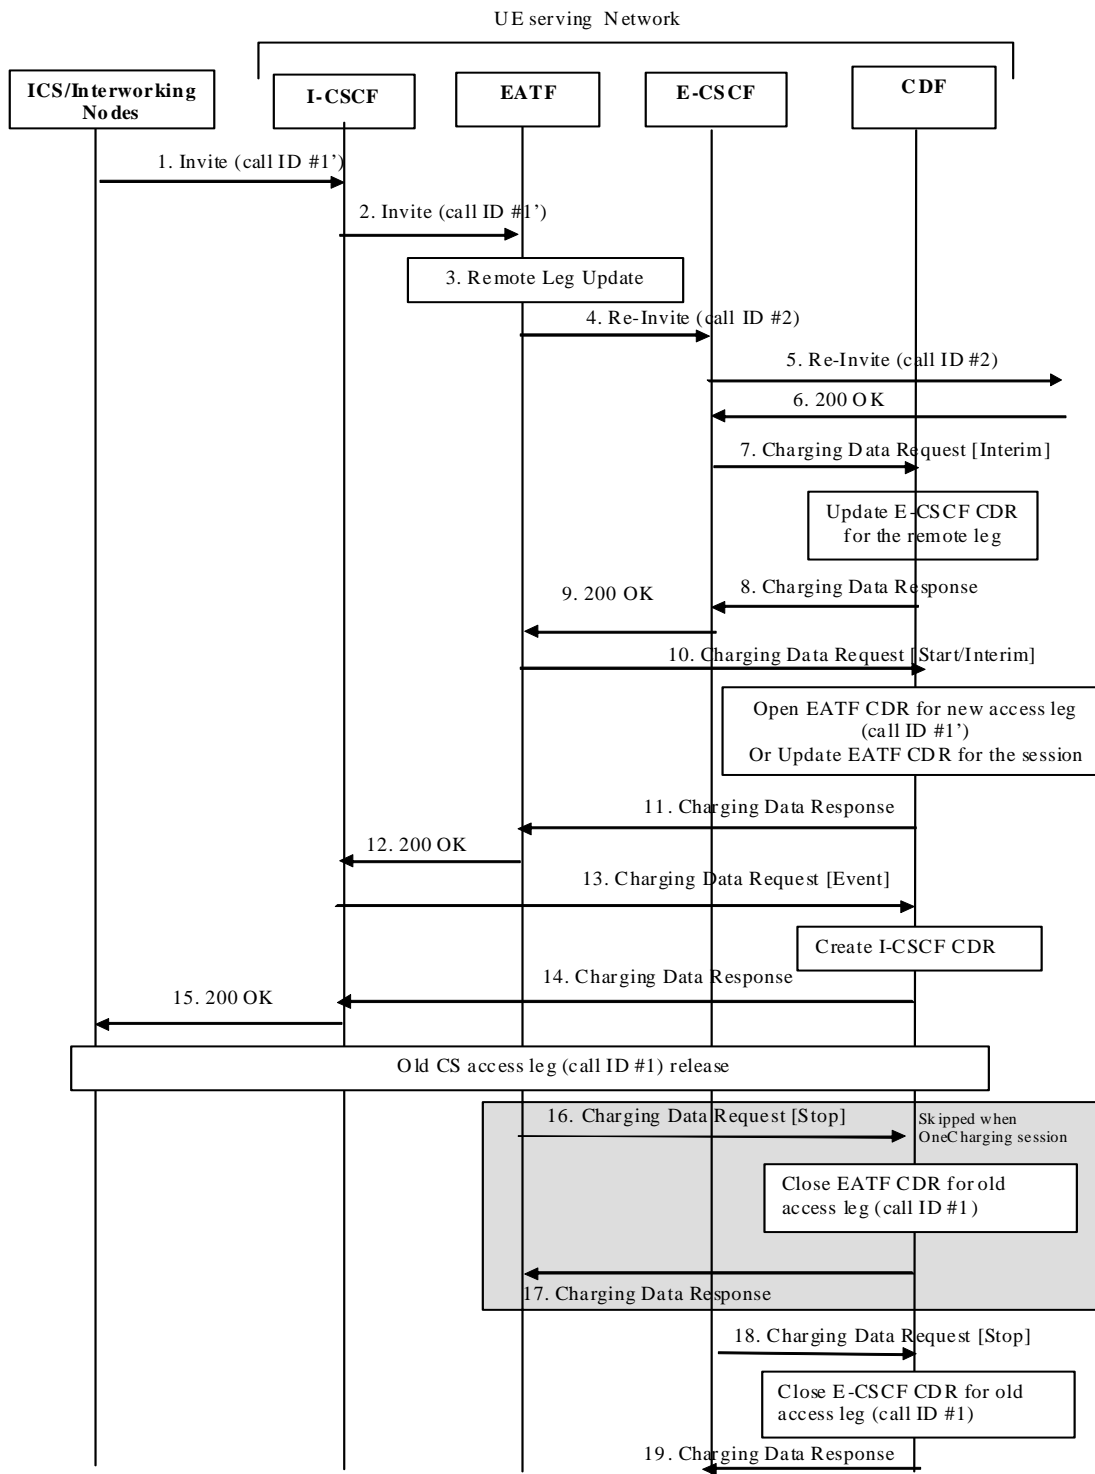 UE serving Network
ICS/Interworking
Nodes
I-CSCF
EATF
E-CSCF
CDF
1. Invite (call ID #1’)
2. Invite (call ID #1’)
3. Remote Leg Update
4. Re-Invite (call ID #2)
5. Re-Invite (call ID #2)
6. 200 OK
7. Charging Data Request [Interim]
Update E-CSCF CDR
for the remote leg
8. Charging Data Response
9. 200 OK
10. Charging Data Request [Start/Interim]
Open EATF CDR for new access leg
(call ID #1’)
Or Update EATF CDR for the session
11. Charging Data Response
12. 200 OK
13. Charging Data Request [Event]
Create I-CSCF CDR
14. Charging Data Response
15. 200 OK
Old CS access leg (call ID #1) release
16. Charging Data Request [Stop]
Skipped when
OneCharging session
Close EATF CDR for old
access leg (call ID #1)
17. Charging Data Response
18. Charging Data Request [Stop]
Close E-CSCF CDR for old
access leg (call ID #1)
19. Charging Data Response